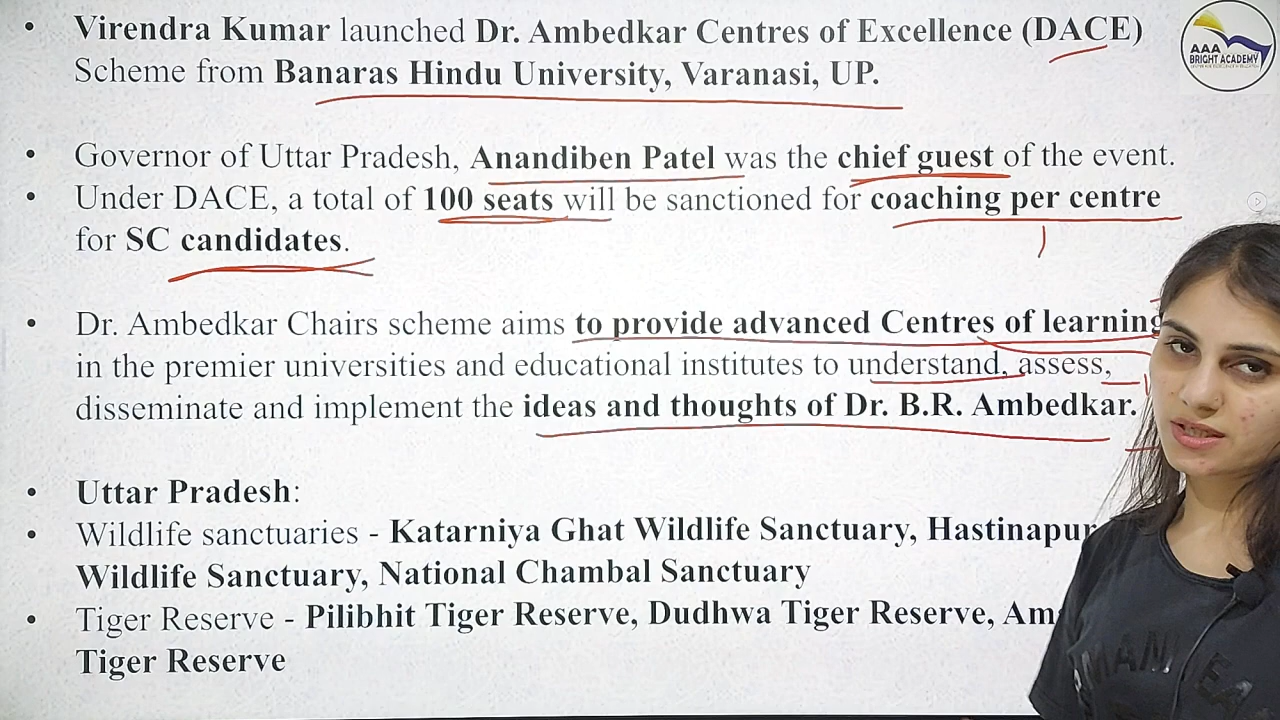 • Virendra Kumar launched Dr. Ambedkar Centres of Excellence (DACE)
Scheme from Banaras Hindu University, Varanasi, UP.
• Governor of Uttar Pradesh, Anandiben Patel was the chief guest of the event.
• Under DACE, a total of 100 seats will be sanctioned for coaching per centre
for SC candidates.
• Dr. Ambedkar Chairs scheme aims to provide advanced Centres of learning
in the premier universities and educational institutes to understand, assess,
disseminate and implement the ideas and thoughts of Dr. B.R. Ambedkar.
• Uttar Pradesh:
• Wildlife sanctuaries - Katarniya Ghat Wildlife Sanctuary, Hastinapur
Wildlife Sanctuary, National Chambal Sanctuary
• Tiger Reserve - Pilibhit Tiger Reserve, Dudhwa Tiger Reserve,
Tiger Reserve
AAA
BRIGHT ACADEMY